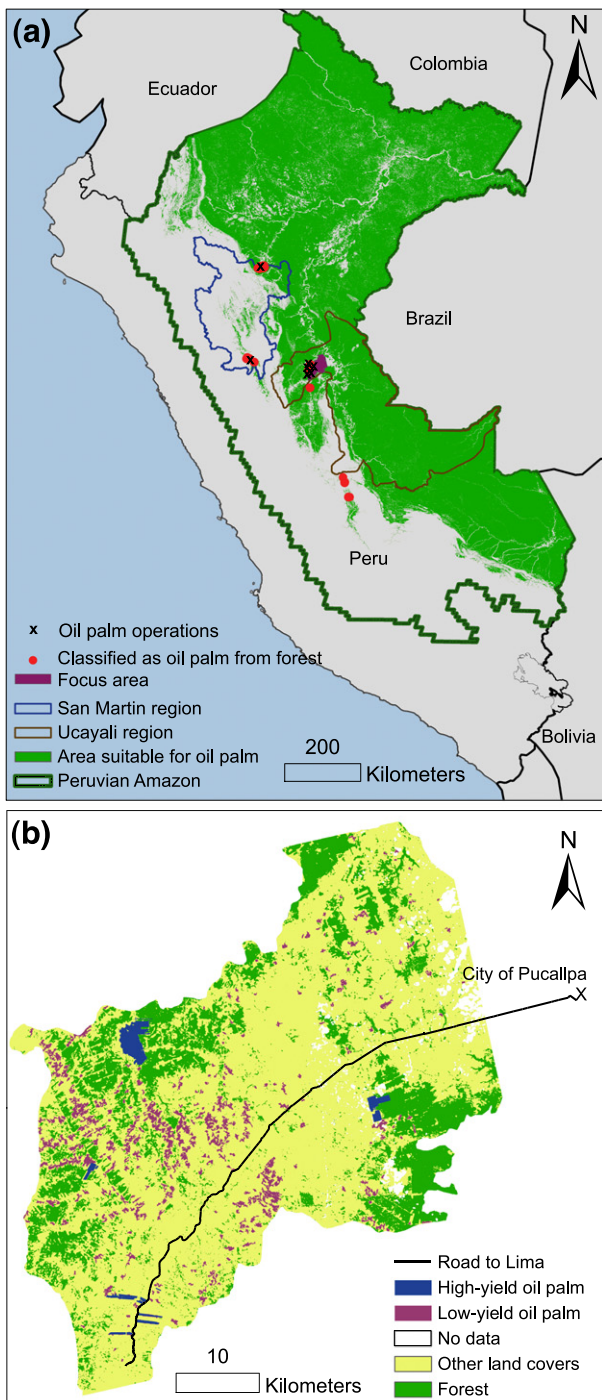 (a)
N
Colombia
Ecuador
Brazil
Peru
x Oil palm operations
Classified as oil palm from forest
Focus area
San Martin region
Ucayali region
Area suitable for oil palm
Peruvian Amazon
200
Kilometers
Bolivia
(b)
N
City of Pucallpa
X
Road to Lima
High-yield oil palm
Low-yield oil palm
No data
Other land covers
Forest
10
Kilometers